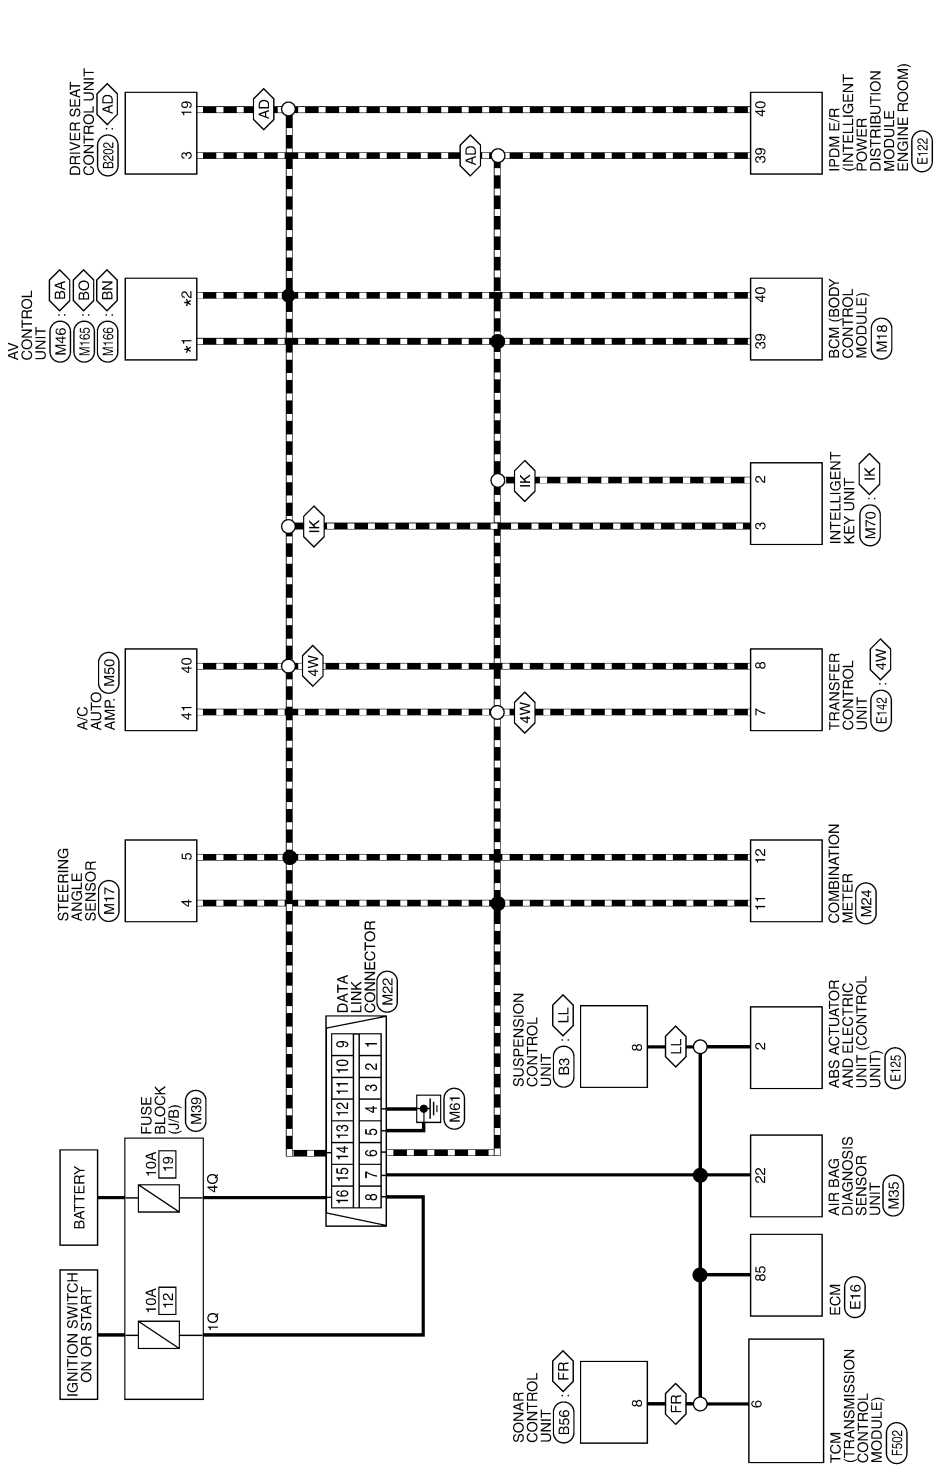 IGNITION SWITCH
ON OR START
BATTERY
10A
12
10A
19
1Q
4Q
FUSE
BLOCK
(J/B)
M39
STEERING
ANGLE
SENSOR
M17
4
5
A/C
AUTO
AMP.
M50
41
40
AV
CONTROL
UNIT
M46 : BA
M165 : BO
M166 : BN
*1
*2
DRIVER SEAT
CONTROL UNIT
B202 : AD
3
19
AD
AD
DATA
LINK
CONNECTOR
M22
16 15 14 13 12 11 10 9
8 7 6 5 4 3 2 1
M61
4W
4W
IK
IK
SONAR
CONTROL
UNIT
B56 : FR
8
FR
SUSPENSION
CONTROL
UNIT
B3 : LL
8
LL
6
TCM
(TRANSMISSION
CONTROL
MODULE)
F502
85
ECM
E16
22
AIR BAG
DIAGNOSIS
SENSOR
UNIT
M35
2
ABS ACTUATOR
AND ELECTRIC
UNIT (CONTROL
UNIT)
E125
11
12
COMBINATION
METER
M24
7
8
TRANSFER
CONTROL
UNIT
E142 : 4W
3
2
INTELLIGENT
KEY UNIT
M70 : IK
39
40
BCM (BODY
CONTROL
MODULE)
M18
39
40
IPDM E/R
(INTELLIGENT
POWER
DISTRIBUTION
MODULE
ENGINE ROOM)
E122